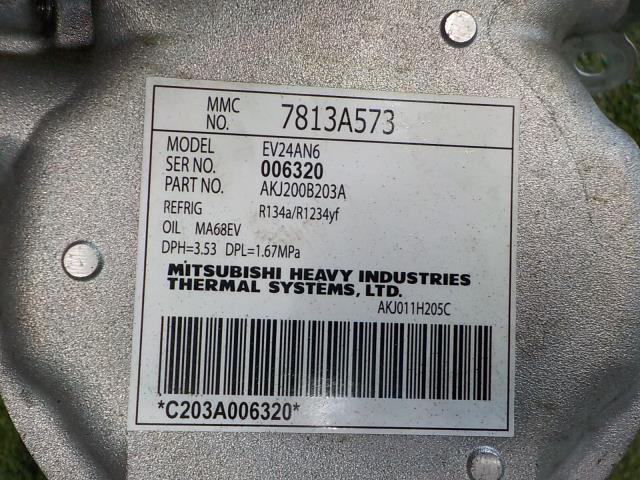 MMC NO. 7813A573
MODEL EV24AN6
SER NO. 006320
PART NO. AKJ200B203A
REFRIG R134a/R1234yf
OIL MA68EV
DPH=3.53 DPL=1.67MPa
MITSUBISHI HEAVY INDUSTRIES
THERMAL SYSTEMS, LTD.
AKJ011H205C
*C203A006320*